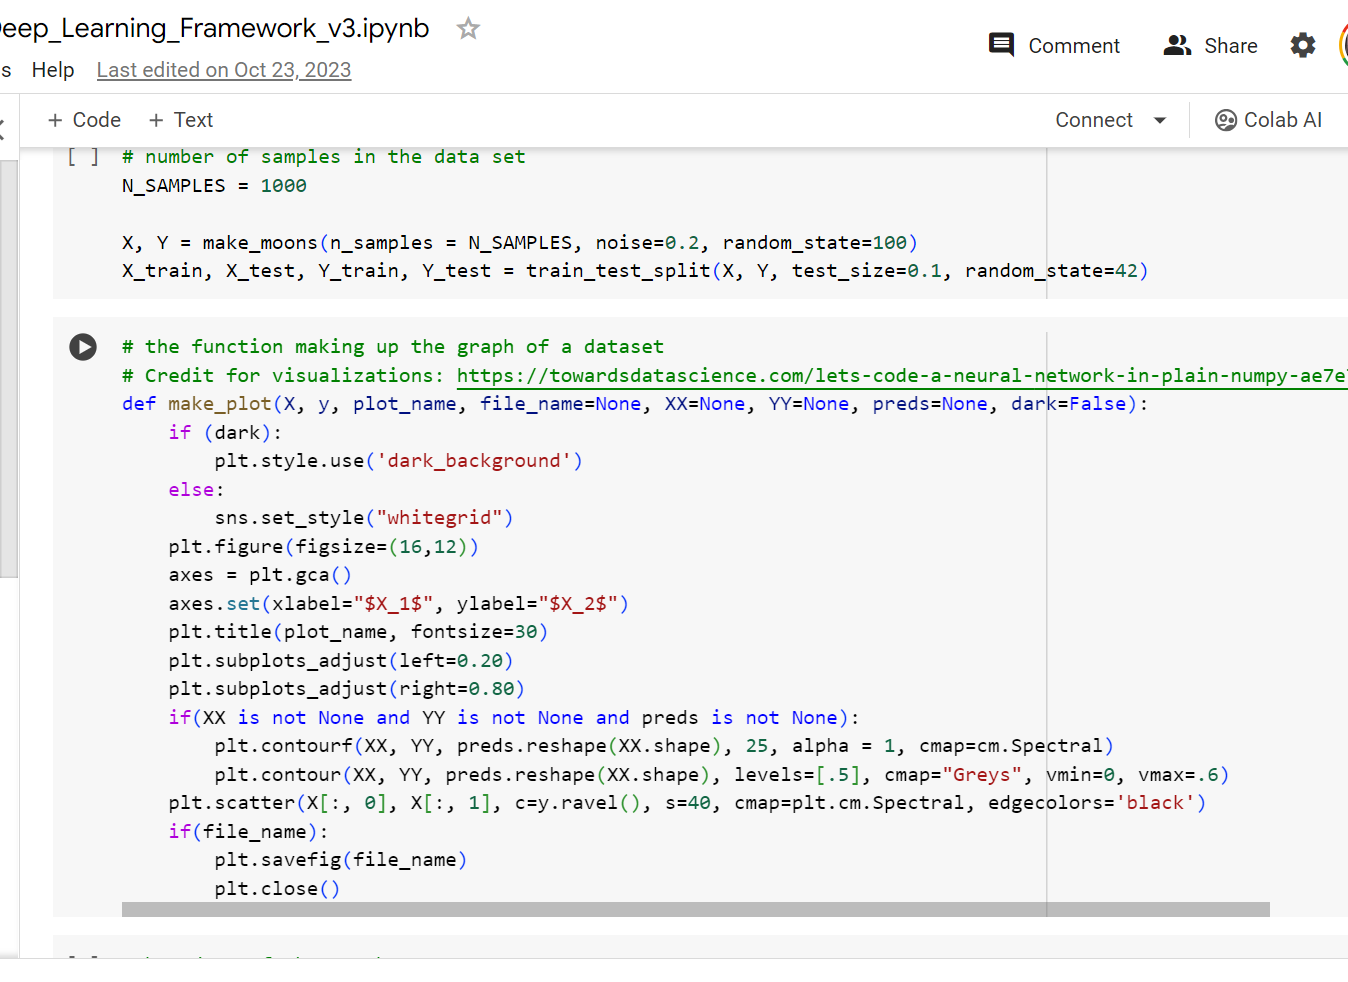 eep_Learning_Framework_v3.ipynb
Comment Share
s Help Last edited on Oct 23, 2023
+ Code + Text Connect Colab AI
[ ] # number of samples in the data set
N_SAMPLES = 1000
X, Y = make_moons(n_samples = N_SAMPLES, noise=0.2, random_state=100)
X_train, X_test, Y_train, Y_test = train_test_split(X, Y, test_size=0.1, random_state=42)
# the function making up the graph of a dataset
# Credit for visualizations: https://towardsdatascience.com/lets-code-a-neural-network-in-plain-numpy-ae7e
def make_plot(X, y, plot_name, file_name=None, XX=None, YY=None, preds=None, dark=False):
    if (dark):
        plt.style.use('dark_background')
    else:
        sns.set_style("whitegrid")
    plt.figure(figsize=(16,12))
    axes = plt.gca()
    axes.set(xlabel="$X_1$", ylabel="$X_2$")
    plt.title(plot_name, fontsize=30)
    plt.subplots_adjust(left=0.20)
    plt.subplots_adjust(right=0.80)
    if(XX is not None and YY is not None and preds is not None):
        plt.contourf(XX, YY, preds.reshape(XX.shape), 25, alpha = 1, cmap=cm.Spectral)
        plt.contour(XX, YY, preds.reshape(XX.shape), levels=[.5], cmap="Greys", vmin=0, vmax=.6)
    plt.scatter(X[:, 0], X[:, 1], c=y.ravel(), s=40, cmap=plt.cm.Spectral, edgecolors='black')
    if(file_name):
        plt.savefig(file_name)
        plt.close()